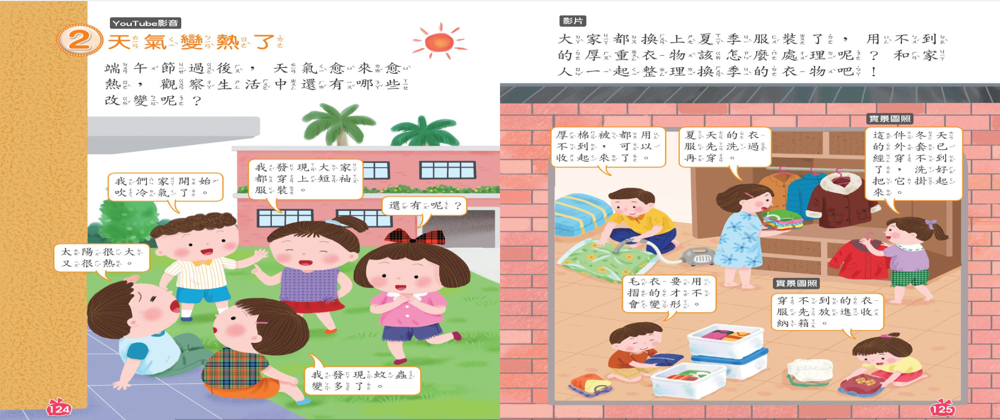 YouTube影音
2 天氣變熱了
端午節過後，天氣愈來愈
熱，觀察生活中還有哪些
改變呢？
我們家開始
吹冷氣了。
我發現大家
都穿上短袖
服裝。
還有呢？
太陽很大
又很熱。
我發現蚊蟲
變多了。
124
影片
大家都換上夏季服裝了，用不到
的厚重衣物該怎麼處理呢？和家
人一起整理換季的衣物吧！
厚棉被都用
不到，可以
收起來了。
夏天的衣
服先洗過
再穿。
實景圖照
這件冬天
的外套已
經穿不到
了，洗好
把它掛起
來。
毛衣要用
摺的才不
會變形。
實景圖照
穿不到的衣
服先放進收
納箱。
125